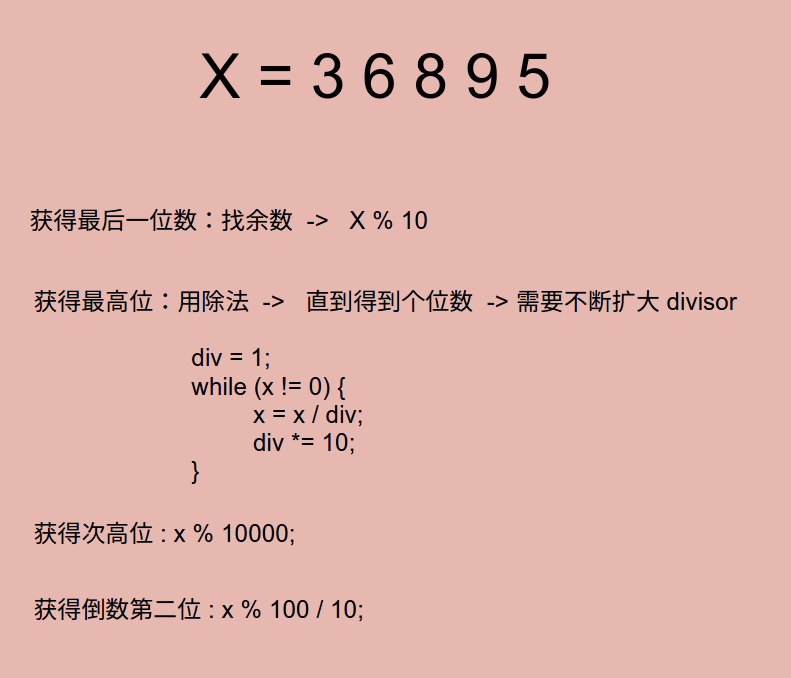 X = 3 6 8 9 5
获得最后一位数：找余数 -> X % 10
获得最高位：用除法 -> 直到得到个位数 -> 需要不断扩大 divisor
div = 1;
while (x != 0) {
x = x / div;
div *= 10;
}
获得次高位 : x % 10000;
获得倒数第二位 : x % 100 / 10;